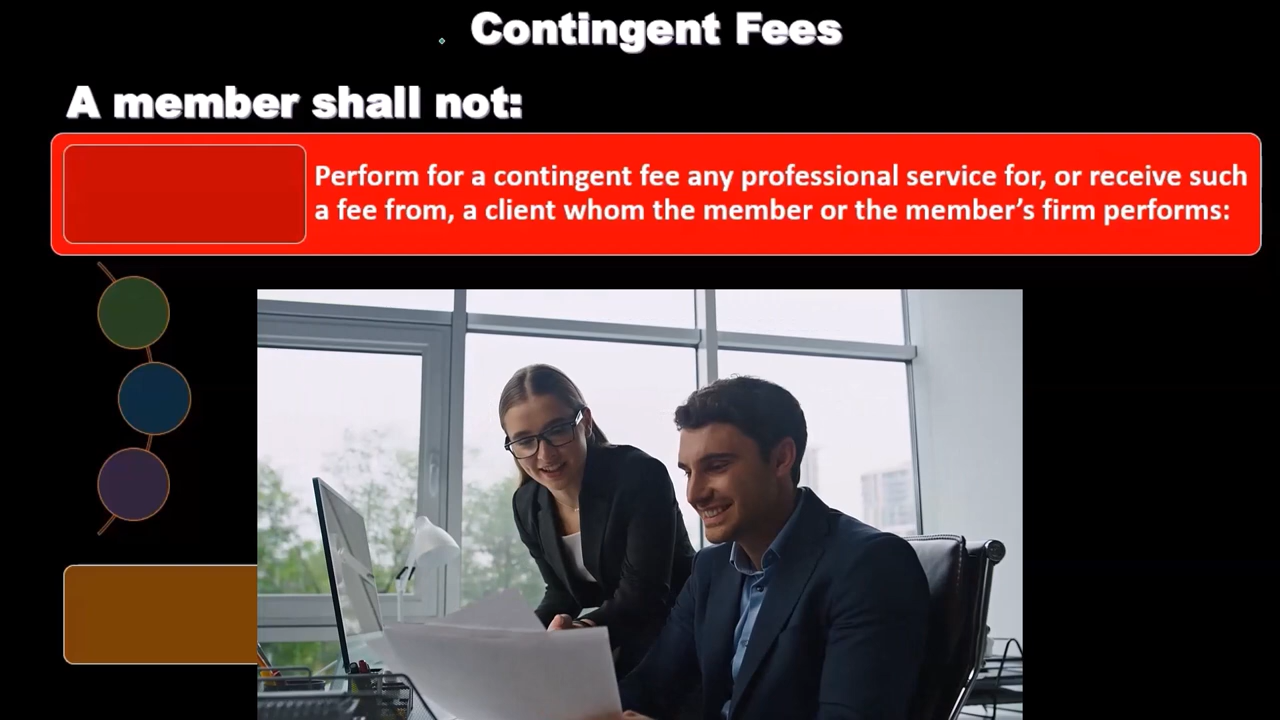 Contingent Fees
A member shall not:
Perform for a contingent fee any professional service for, or receive such
a fee from, a client whom the member or the member’s firm performs: